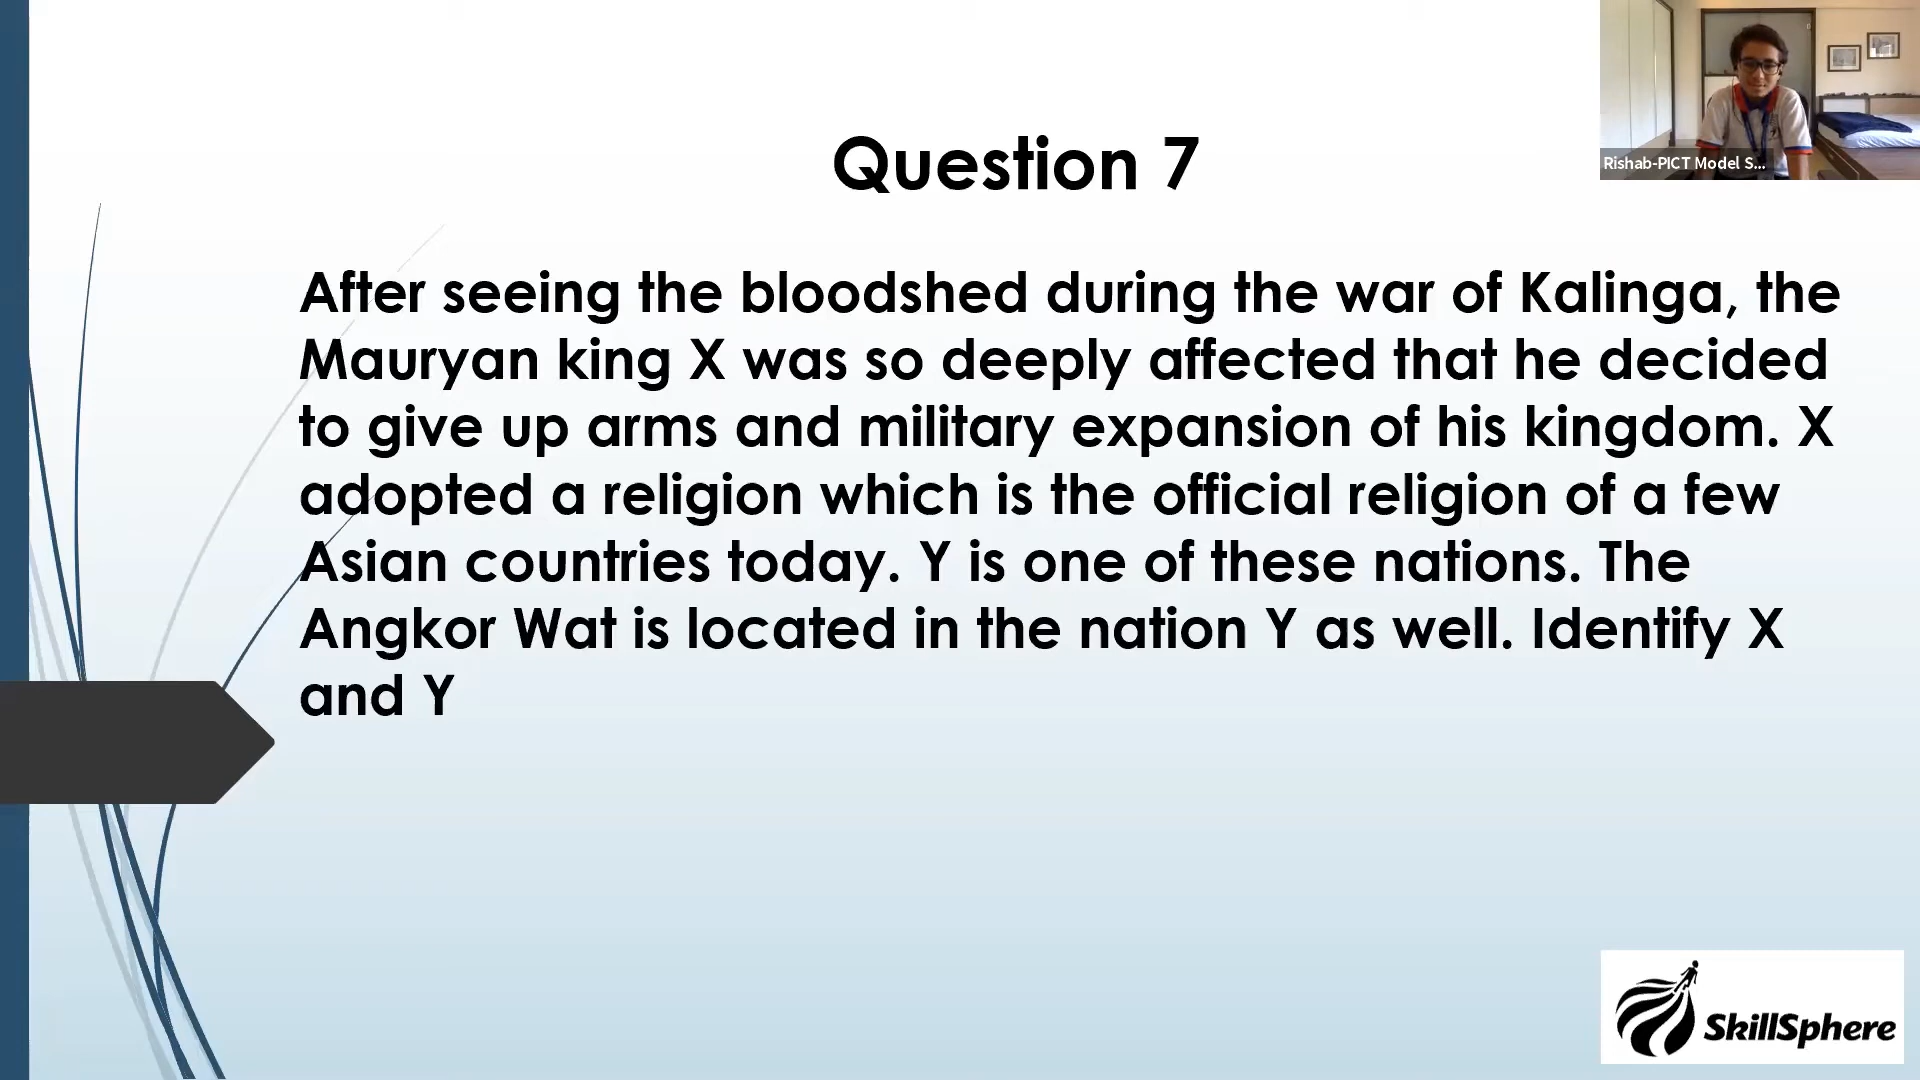 Question 7
After seeing the bloodshed during the war of Kalinga, the
Mauryan king X was so deeply affected that he decided
to give up arms and military expansion of his kingdom. X
adopted a religion which is the official religion of a few
Asian countries today. Y is one of these nations. The
Angkor Wat is located in the nation Y as well. Identify X
and Y
Rishab-PICT Model S...
SkillSphere